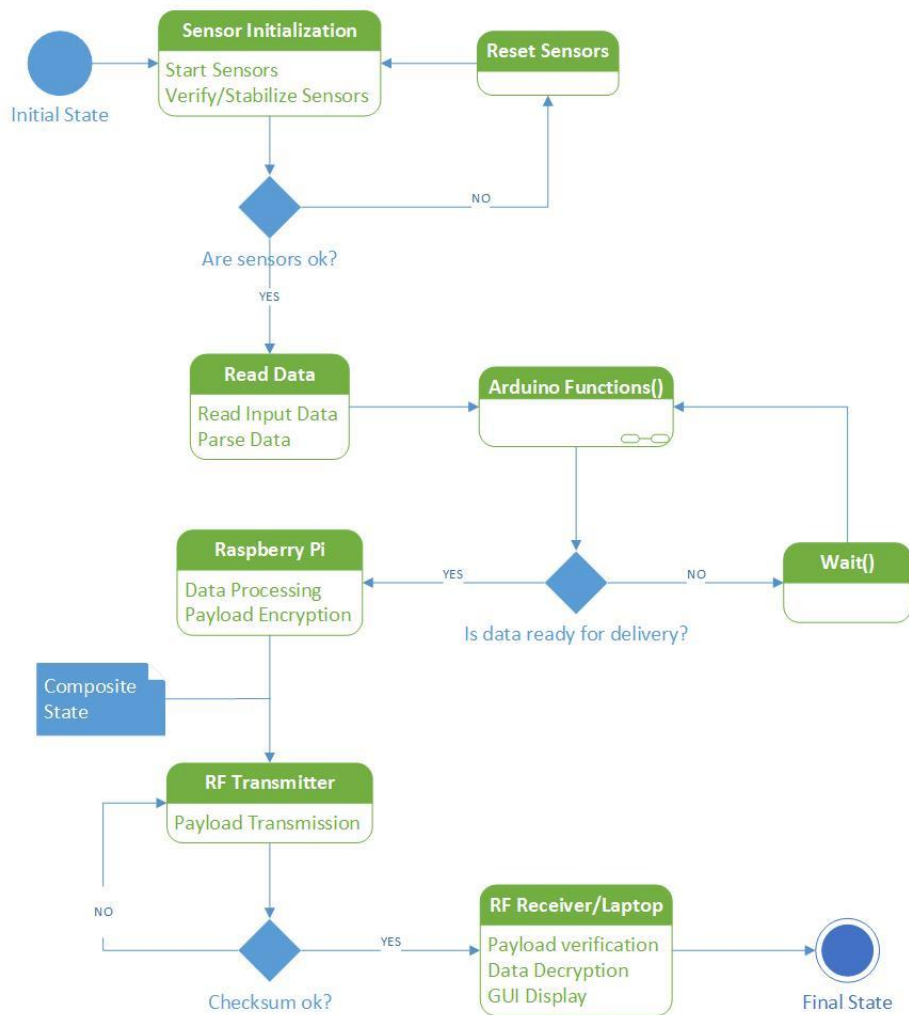 Sensor Initialization
Start Sensors
Verify/Stabilize Sensors
Reset Sensors
Initial State
NO
Are sensors ok?
YES
Read Data
Read Input Data
Parse Data
Arduino Functions()
Raspberry Pi
Data Processing
Payload Encryption
YES
NO
Wait()
Is data ready for delivery?
Composite
State
RF Transmitter
Payload Transmission
NO
YES
Checksum ok?
RF Receiver/Laptop
Payload verification
Data Decryption
GUI Display
Final State